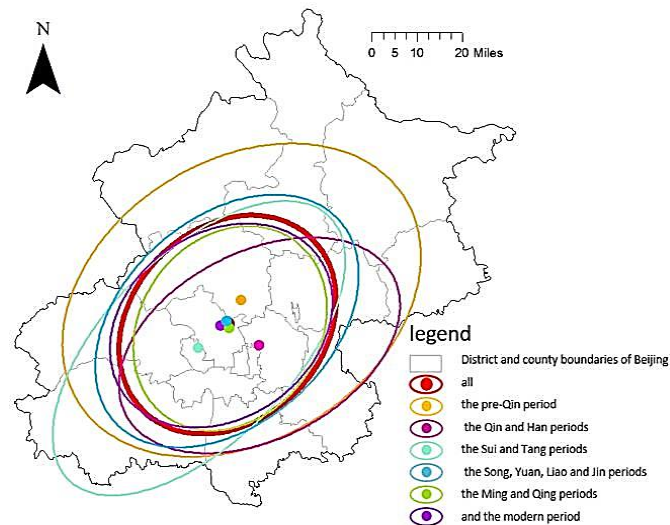 N
0 5 10 20 Miles
legend
District and county boundaries of Beijing
all
the pre-Qin period
the Qin and Han periods
the Sui and Tang periods
the Song, Yuan, Liao and Jin periods
the Ming and Qing periods
and the modern period